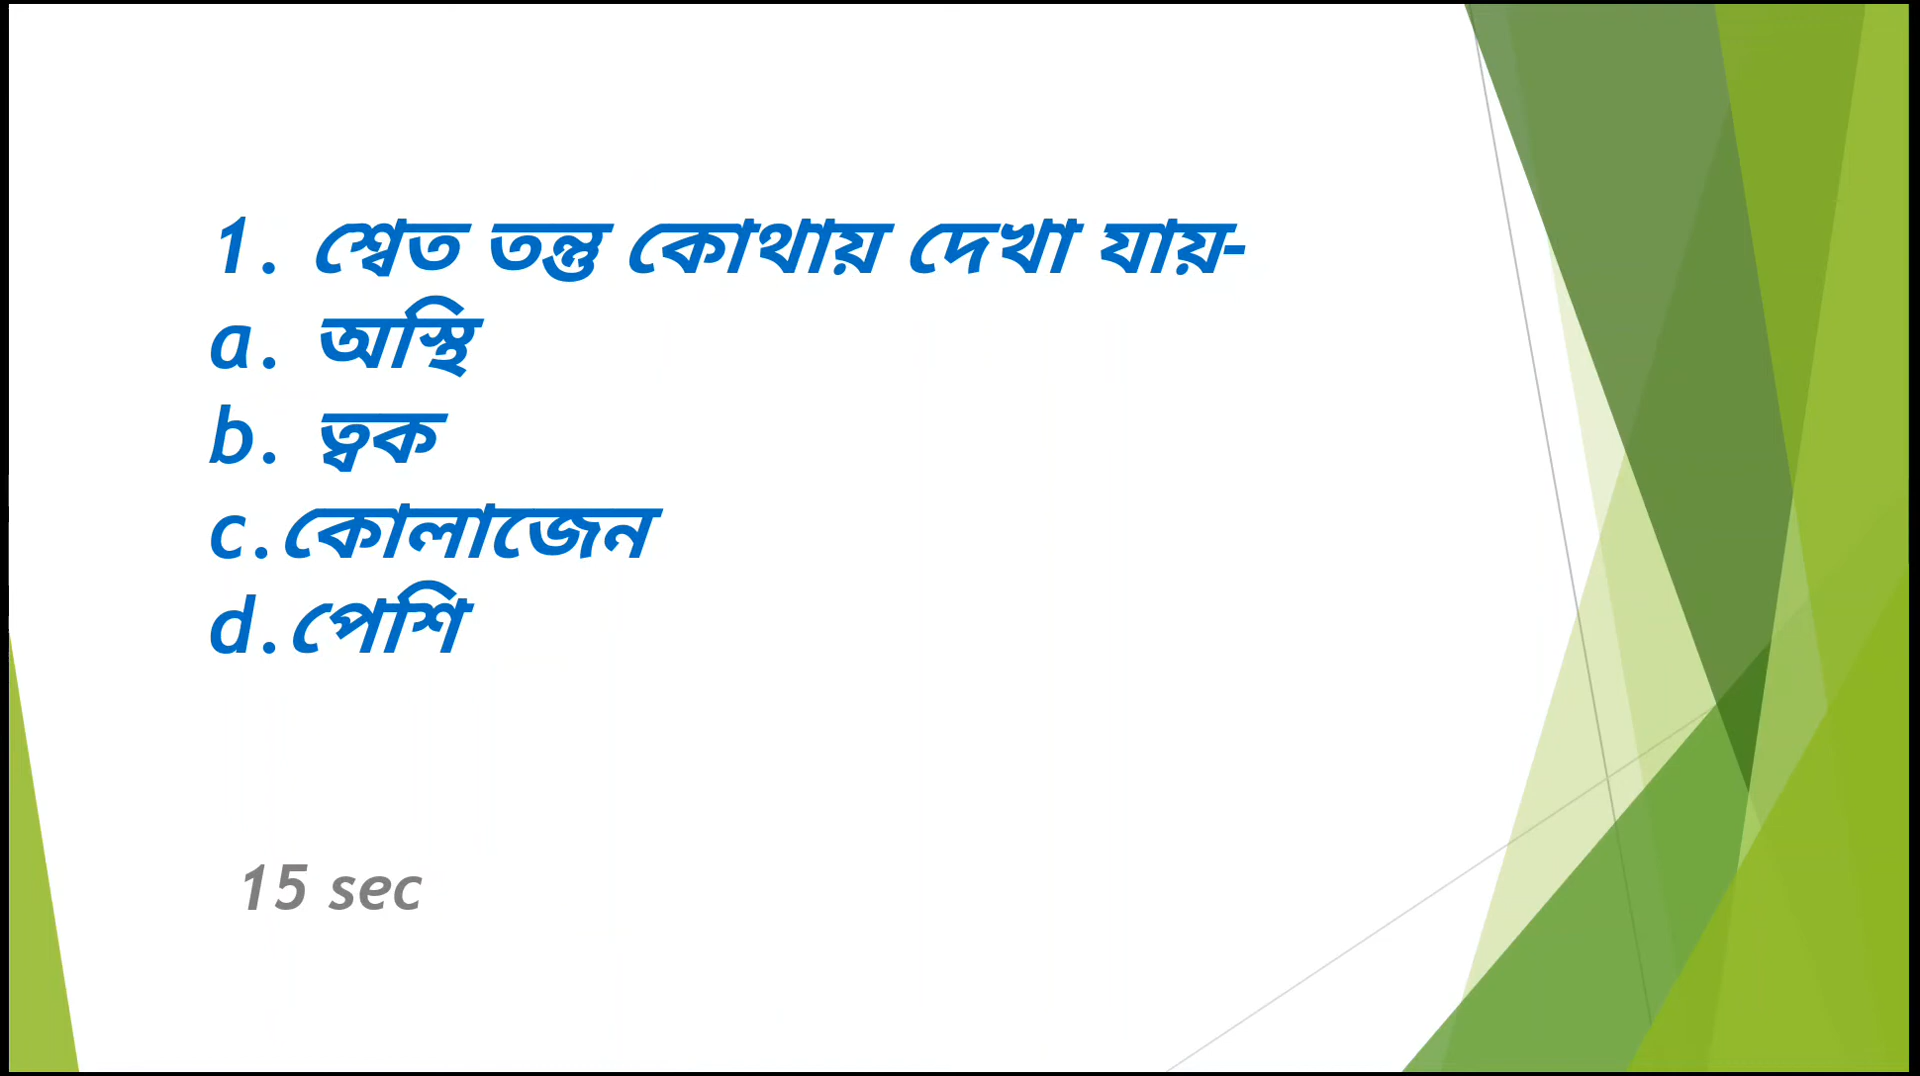 1. শ্বেত তন্তু কোথায় দেখা যায়-
a. অস্থি
b. ত্বক
c.কোলাজেন
d.পেশি
15 sec